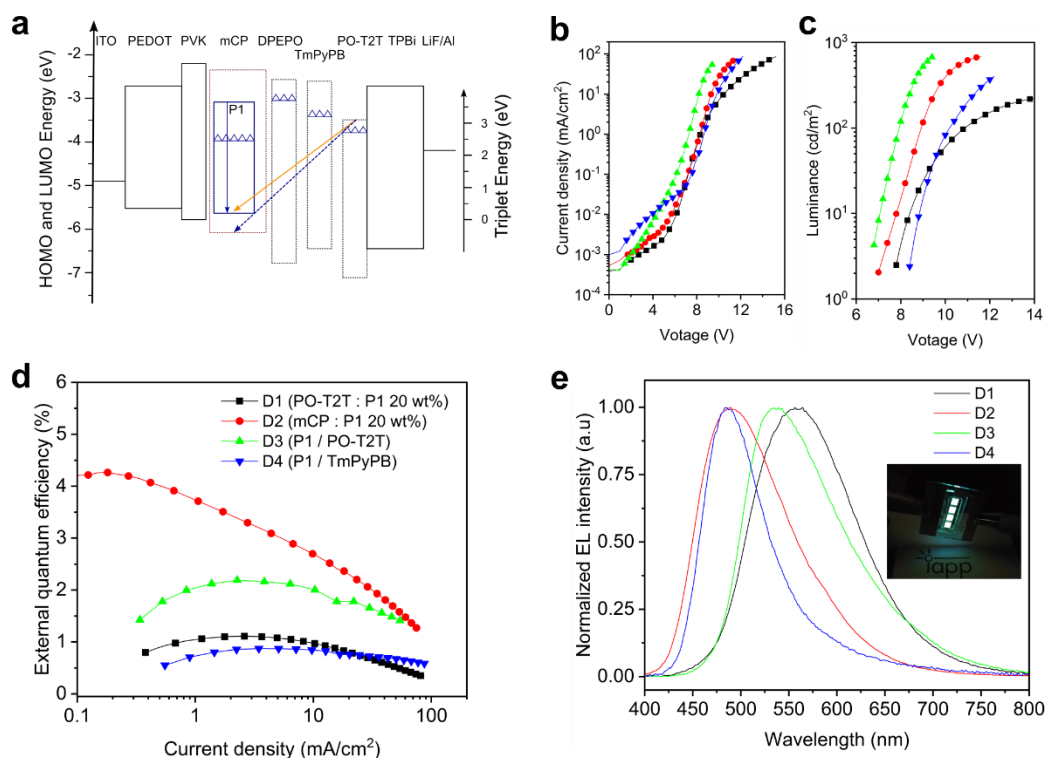 a
ITO PEDOT PVK mCP DPEPO TmPyPB PO-T2T TPBi LiF/Al
P1
HOMO and LUMO Energy (eV)
-2
-3
-4
-5
-6
-7
Triplet Energy (eV)
3
2
1
0
b
Current density (mA/cm²)
10²
10¹
10⁰
10⁻¹
10⁻²
10⁻³
10⁻⁴
0 4 8 12 16
Votage (V)
c
Luminance (cd/m²)
10³
10²
10¹
10⁰
6 8 10 12 14
Votage (V)
d
External quantum efficiency (%)
6
5
4
3
2
1
0
D1 (PO-T2T : P1 20 wt%)
D2 (mCP : P1 20 wt%)
D3 (P1 / PO-T2T)
D4 (P1 / TmPyPB)
0.1 1 10 100
Current density (mA/cm²)
e
Normalized EL intensity (a.u)
1.00
0.75
0.50
0.25
0.00
D1
D2
D3
D4
iapp
400 450 500 550 600 650 700 750 800
Wavelength (nm)